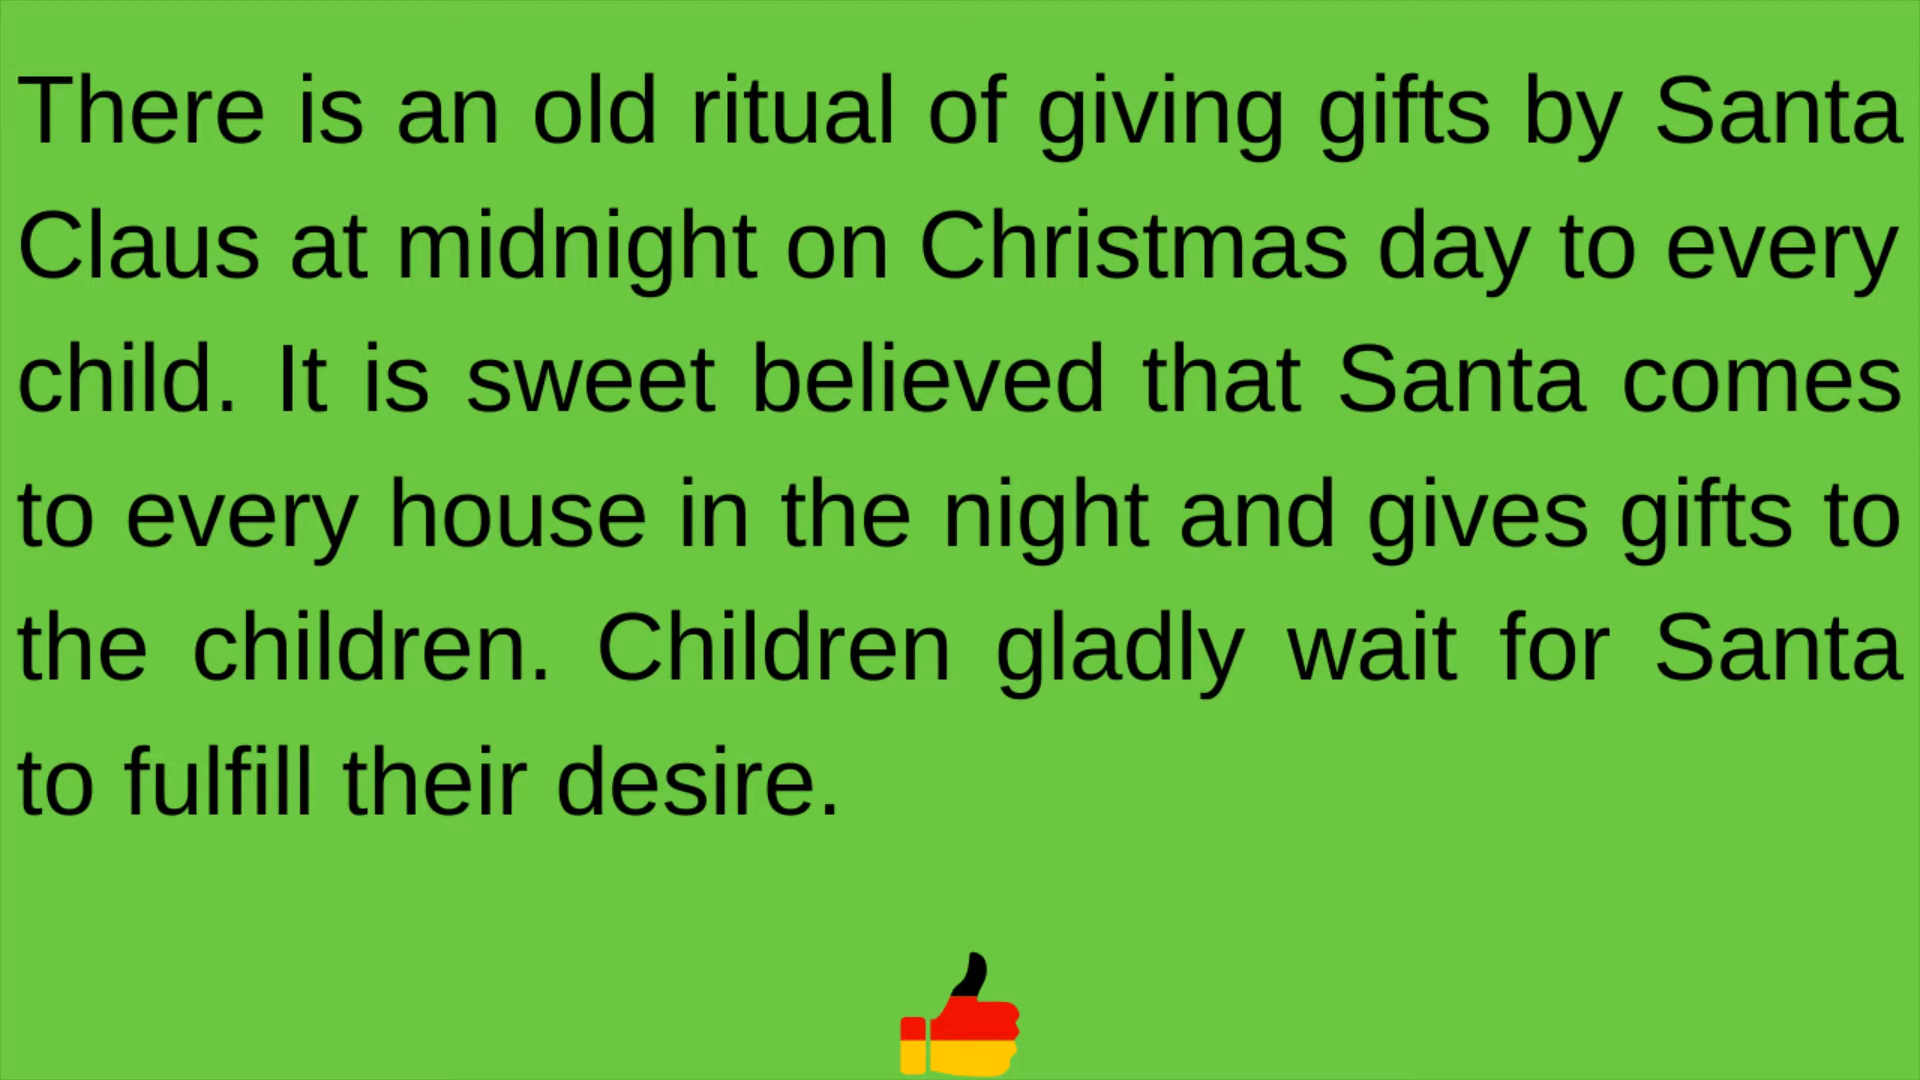 There is an old ritual of giving gifts by Santa
Claus at midnight on Christmas day to every
child. It is sweet believed that Santa comes
to every house in the night and gives gifts to
the children. Children gladly wait for Santa
to fulfill their desire.